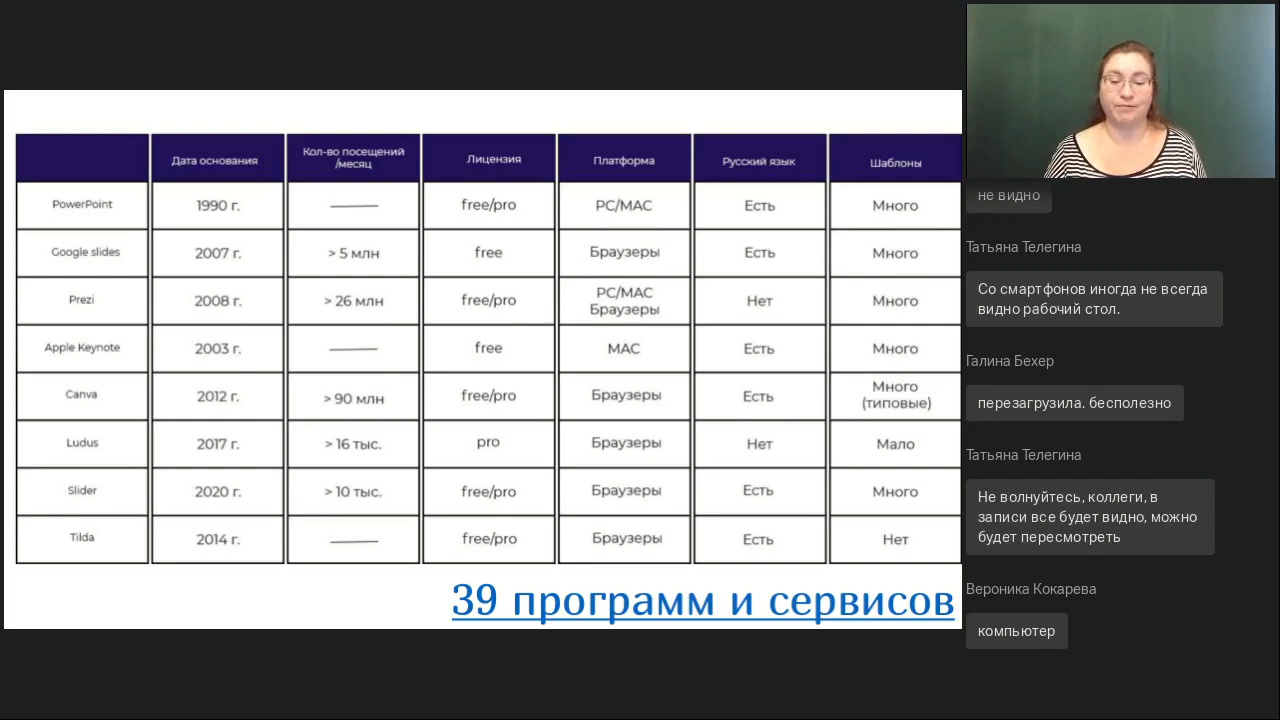 Дата основания
Кол-во посещений
/месяц
Лицензия
Платформа
Русский язык
Шаблоны
PowerPoint
1990 г.
free/pro
PC/MAC
Есть
Много
Google slides
2007 г.
> 5 млн
free
Браузеры
Есть
Много
Prezi
2008 г.
> 26 млн
free/pro
PC/MAC
Браузеры
Нет
Много
Apple Keynote
2003 г.
free
MAC
Есть
Много
Canva
2012 г.
> 90 млн
free/pro
Браузеры
Есть
Много
(типовые)
Ludus
2017 г.
> 16 тыс.
pro
Браузеры
Нет
Мало
Slider
2020 г.
> 10 тыс.
free/pro
Браузеры
Есть
Много
Tilda
2014 г.
free/pro
Браузеры
Есть
Нет
39 программ и сервисов
не видно
Татьяна Телегина
Со смартфонов иногда не всегда
видно рабочий стол.
Галина Бехер
перезагрузила. бесполезно
Татьяна Телегина
Не волнуйтесь, коллеги, в
записи все будет видно, можно
будет пересмотреть
Вероника Кокарева
компьютер